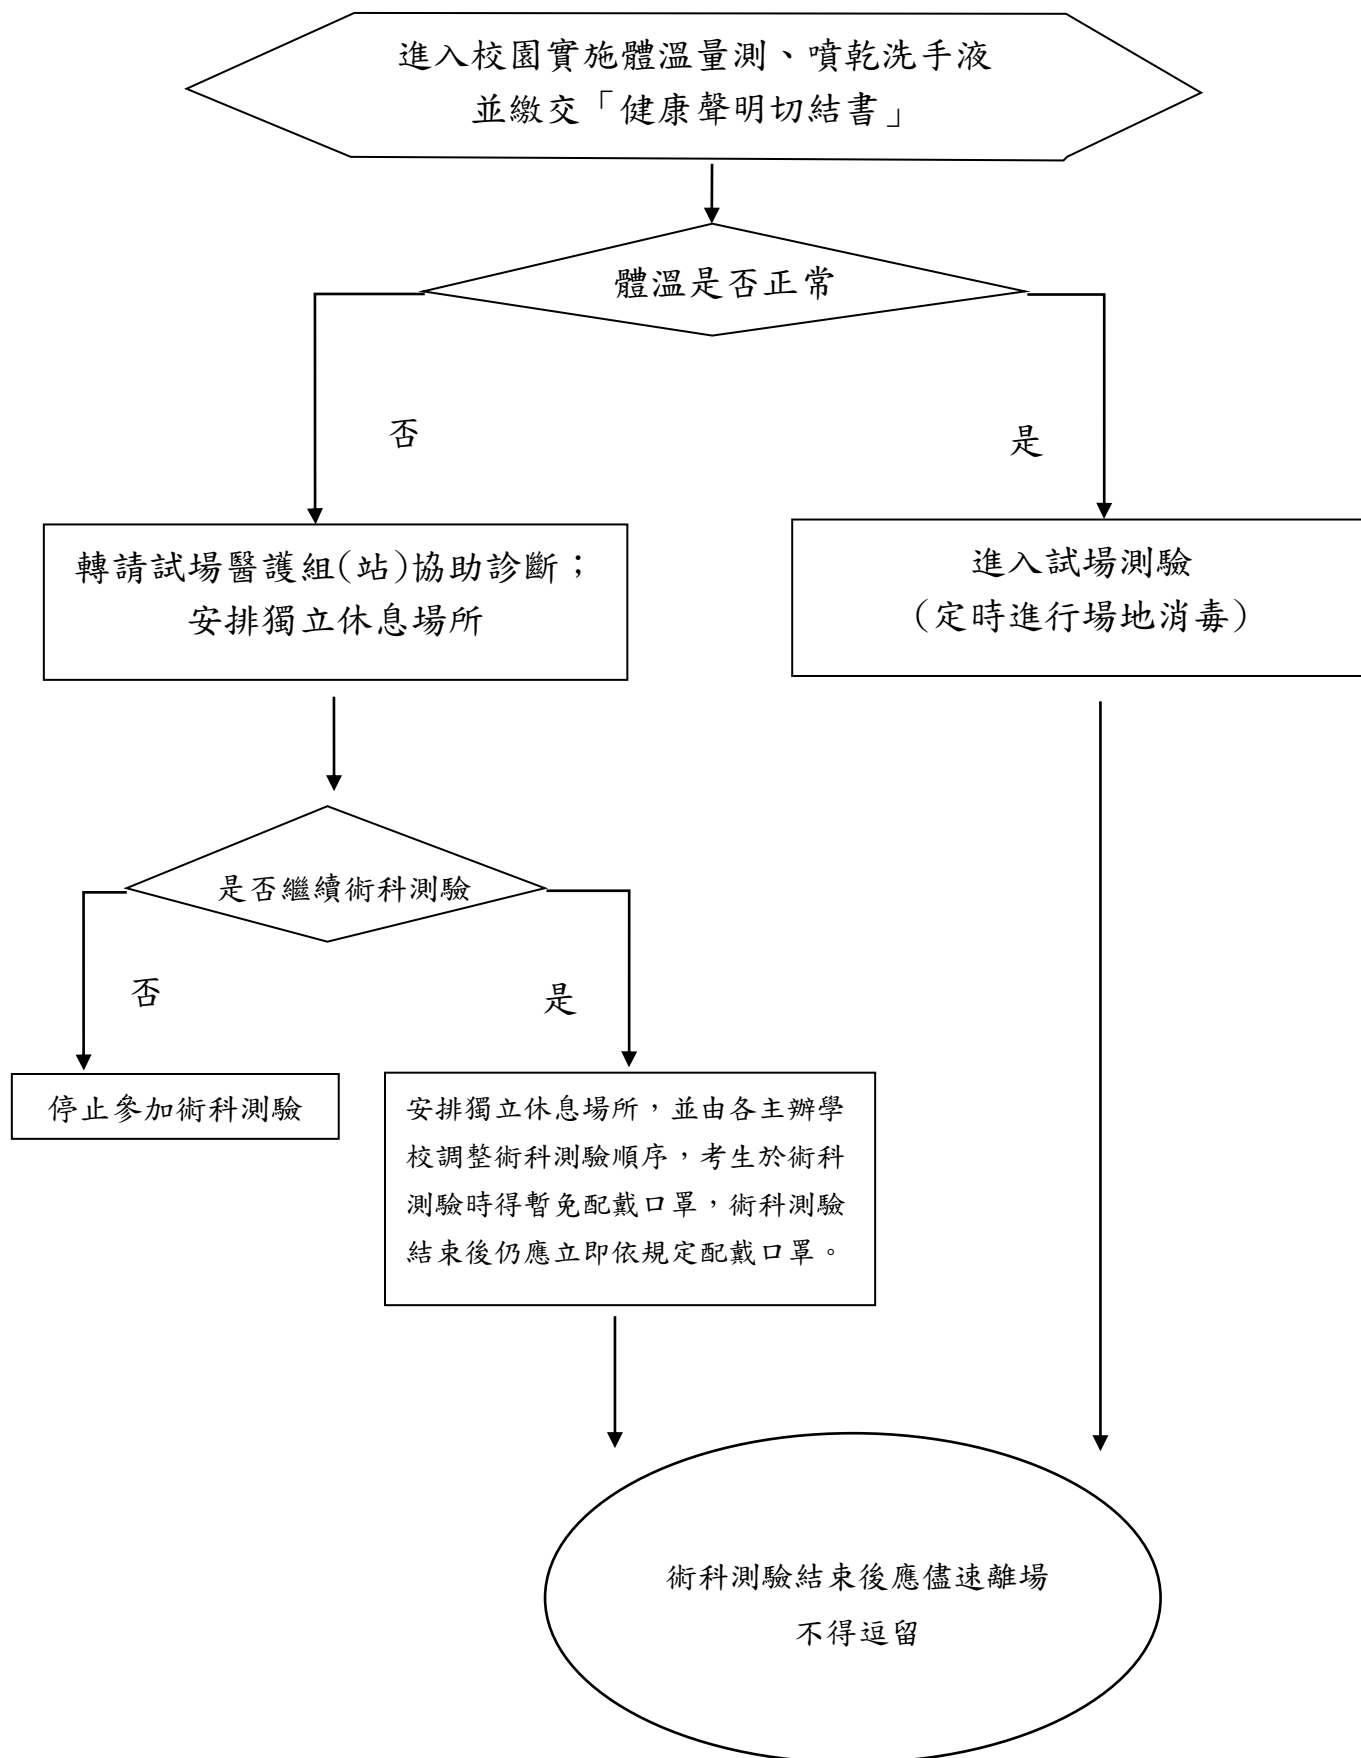 進入校園實施體溫量測、噴乾洗手液
並繳交「健康聲明切結書」
體溫是否正常
否
是
轉請試場醫護組(站)協助診斷；
安排獨立休息場所
進入試場測驗
(定時進行場地消毒)
是否繼續術科測驗
否
是
停止參加術科測驗
安排獨立休息場所，並由各主辦學
校調整術科測驗順序，考生於術科
測驗時得暫免配戴口罩，術科測驗
結束後仍應立即依規定配戴口罩。
術科測驗結束後應儘速離場
不得逗留